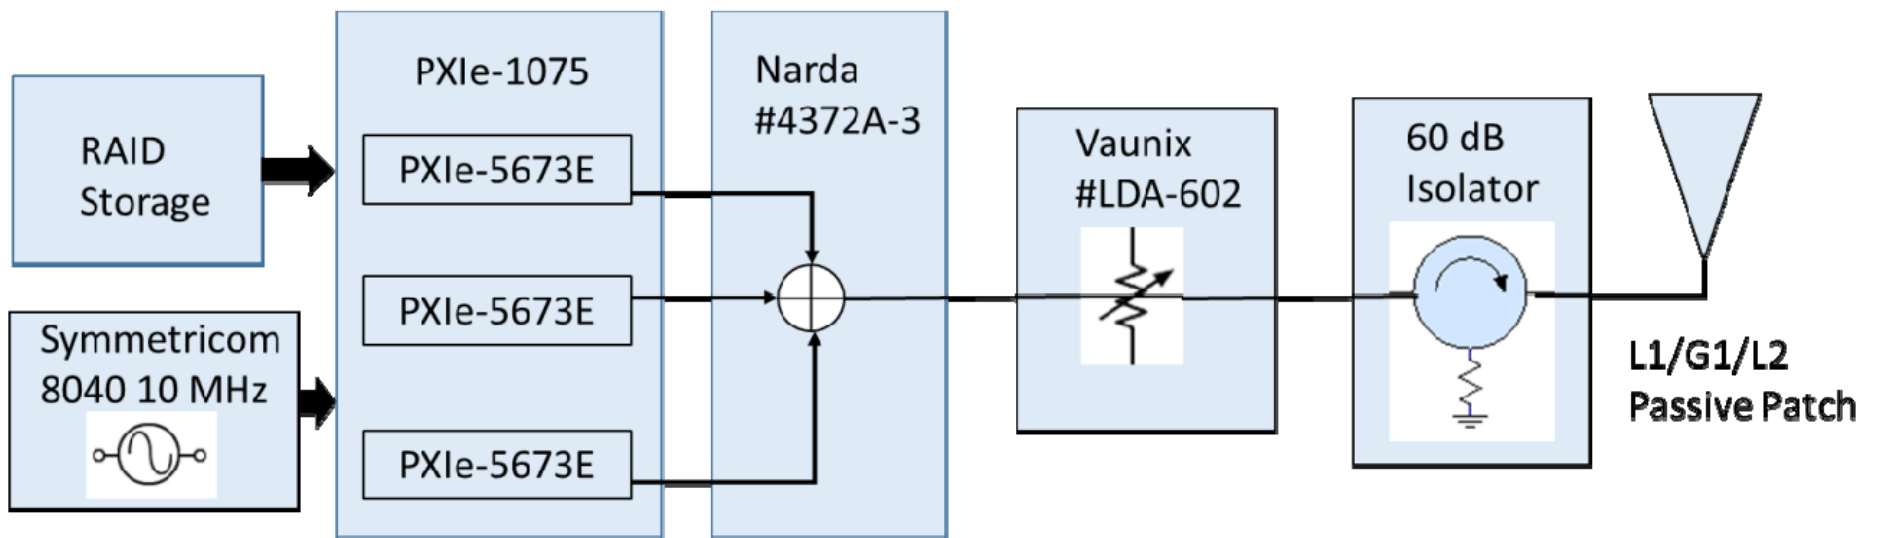 RAID
Storage
Symmetricom
8040 10 MHz
PXIe-1075
PXIe-5673E
PXIe-5673E
PXIe-5673E
Narda
#4372A-3
Vaunix
#LDA-602
60 dB
Isolator
L1/G1/L2
Passive Patch